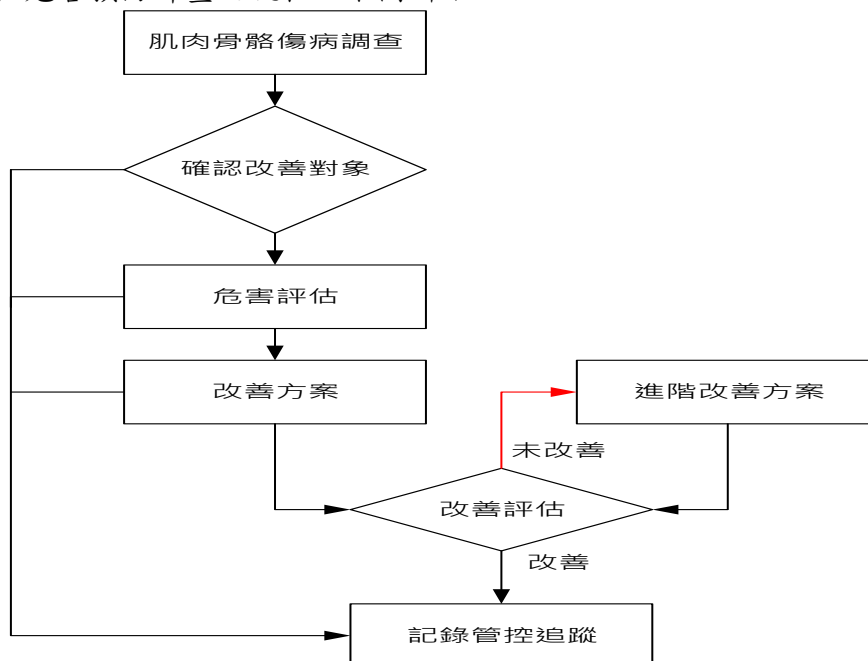 肌肉骨骼傷病調查
確認改善對象
危害評估
改善方案
進階改善方案
未改善
改善評估
改善
記錄管控追蹤